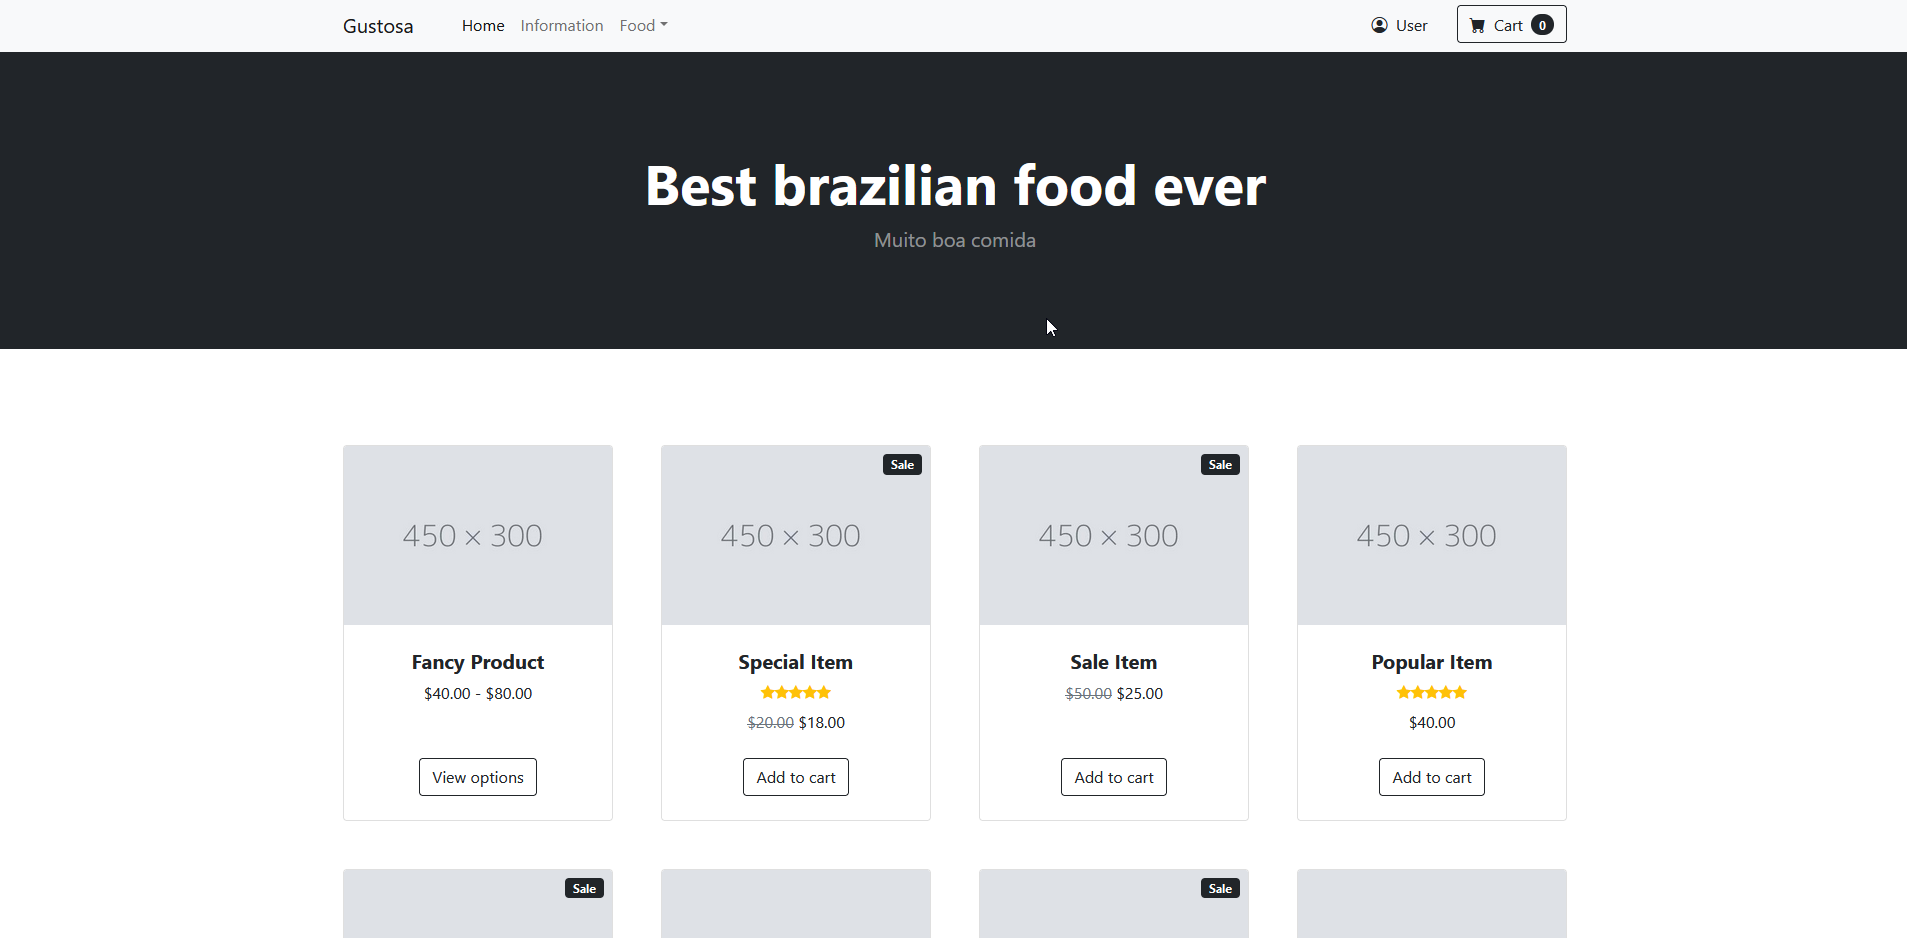 Gustosa Home Information Food User Cart 0
Best brazilian food ever
Muito boa comida
Sale Sale
450 × 300 450 × 300 450 × 300 450 × 300
Fancy Product Special Item Sale Item Popular Item
$40.00 - $80.00 $50.00 $25.00
$20.00 $18.00 $40.00
View options Add to cart Add to cart Add to cart
Sale Sale